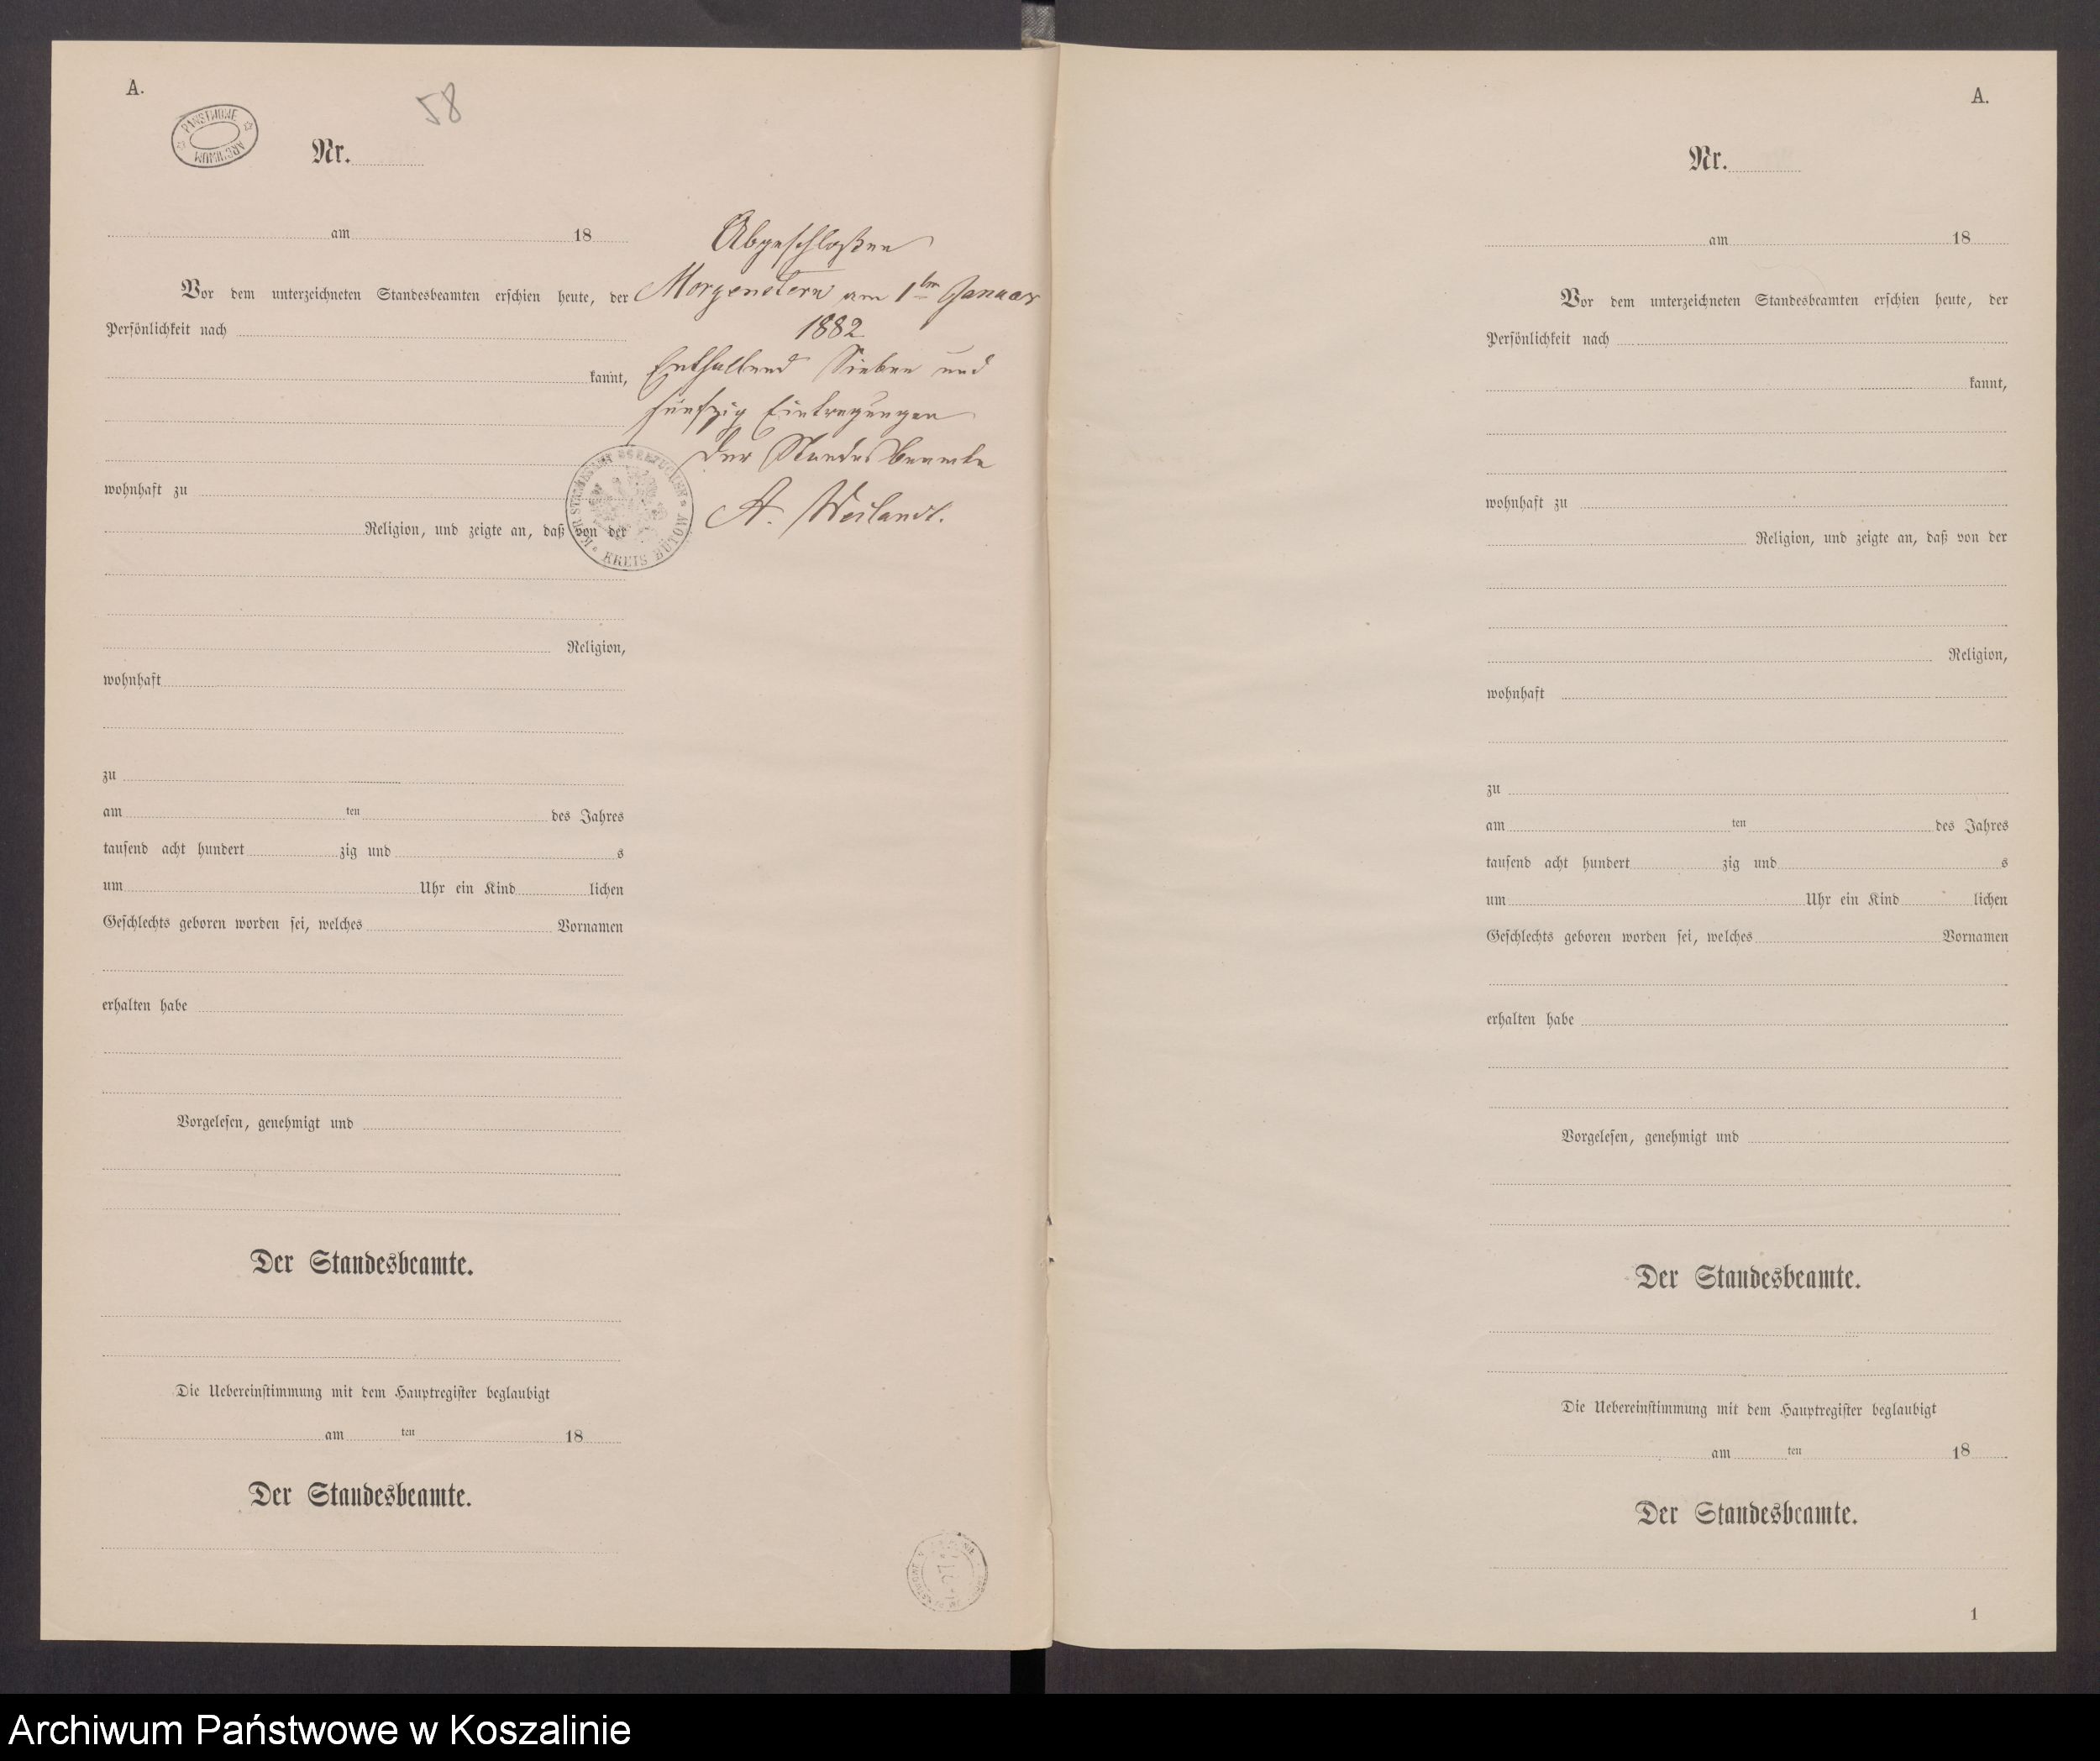 A.
PAŃSTWOWE ARCHIWUM
58
Nr.
am 18
Vor dem unterzeichneten Standesbeamten erschien heute, der
Persönlichkeit nach
kannt,
wohnhaft zu
Religion, und zeigte an, daß von der
Religion,
wohnhaft
zu
am ten des Jahres
tausend acht hundert zig und
s
um Uhr ein Kind lichen
Geschlechts geboren worden sei, welches Vornamen
erhalten habe
Vorgelesen, genehmigt und
Der Standesbeamte.
Die Uebereinstimmung mit dem Hauptregister beglaubigt
am ten 18
Der Standesbeamte.
Abgeschloßen
Morgenstern am 1ten Januar
1882
Enthaltend Sieben und
fünfzig Eintragungen
Der Standesbeamte
A. Weilandt.
KREIS BÜTOW
A.
Nr.
am 18
Vor dem unterzeichneten Standesbeamten erschien heute, der
Persönlichkeit nach
kannt,
wohnhaft zu
Religion, und zeigte an, daß von der
Religion,
wohnhaft
zu
am ten des Jahres
tausend acht hundert zig und s
um Uhr ein Kind lichen
Geschlechts geboren worden sei, welches Vornamen
erhalten habe
Vorgelesen, genehmigt und
Der Standesbeamte.
Die Uebereinstimmung mit dem Hauptregister beglaubigt
am ten 18
Der Standesbeamte.
1
Archiwum Państwowe w Koszalinie